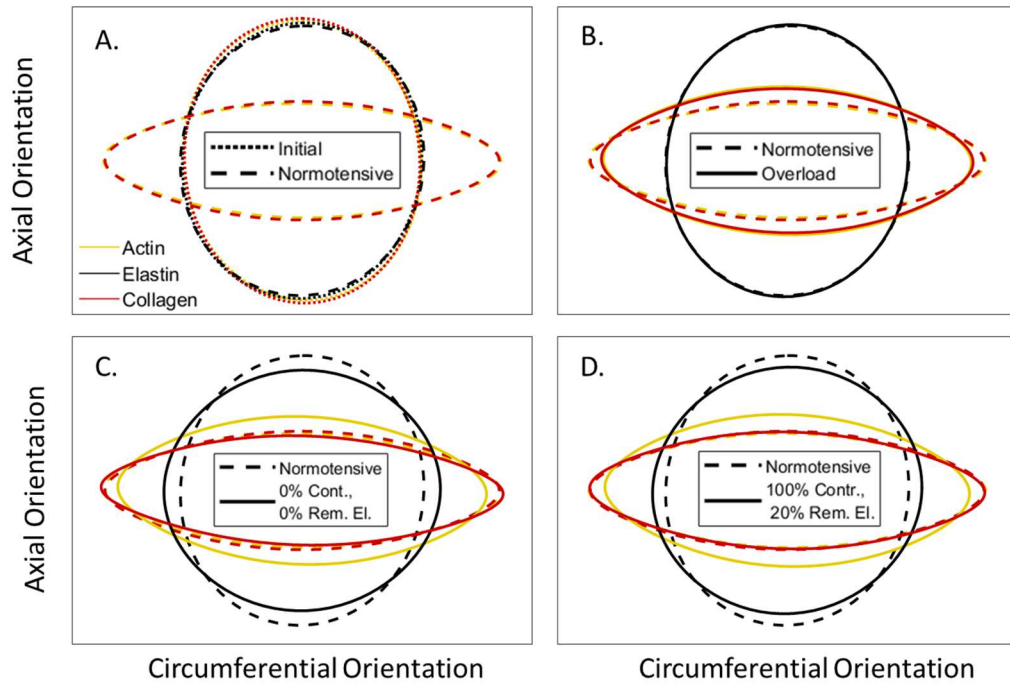 A.
Initial
Normotensive
Actin
Elastin
Collagen
Axial Orientation
B.
Normotensive
Overload
C.
Normotensive
0% Cont.,
0% Rem. El.
Axial Orientation
D.
Normotensive
100% Contr.,
20% Rem. El.
Circumferential Orientation
Circumferential Orientation